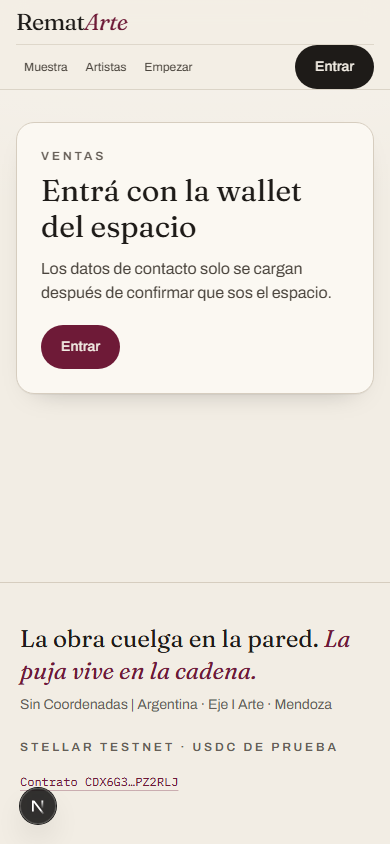 RematArte
Muestra Artistas Empezar Entrar
VENTAS
Entrá con la wallet
del espacio
Los datos de contacto solo se cargan
después de confirmar que sos el espacio.
Entrar
La obra cuelga en la pared. La
puja vive en la cadena.
Sin Coordenadas | Argentina · Eje I Arte · Mendoza
STELLAR TESTNET · USDC DE PRUEBA
Contrato CDX6G3…PZ2RLJ
N